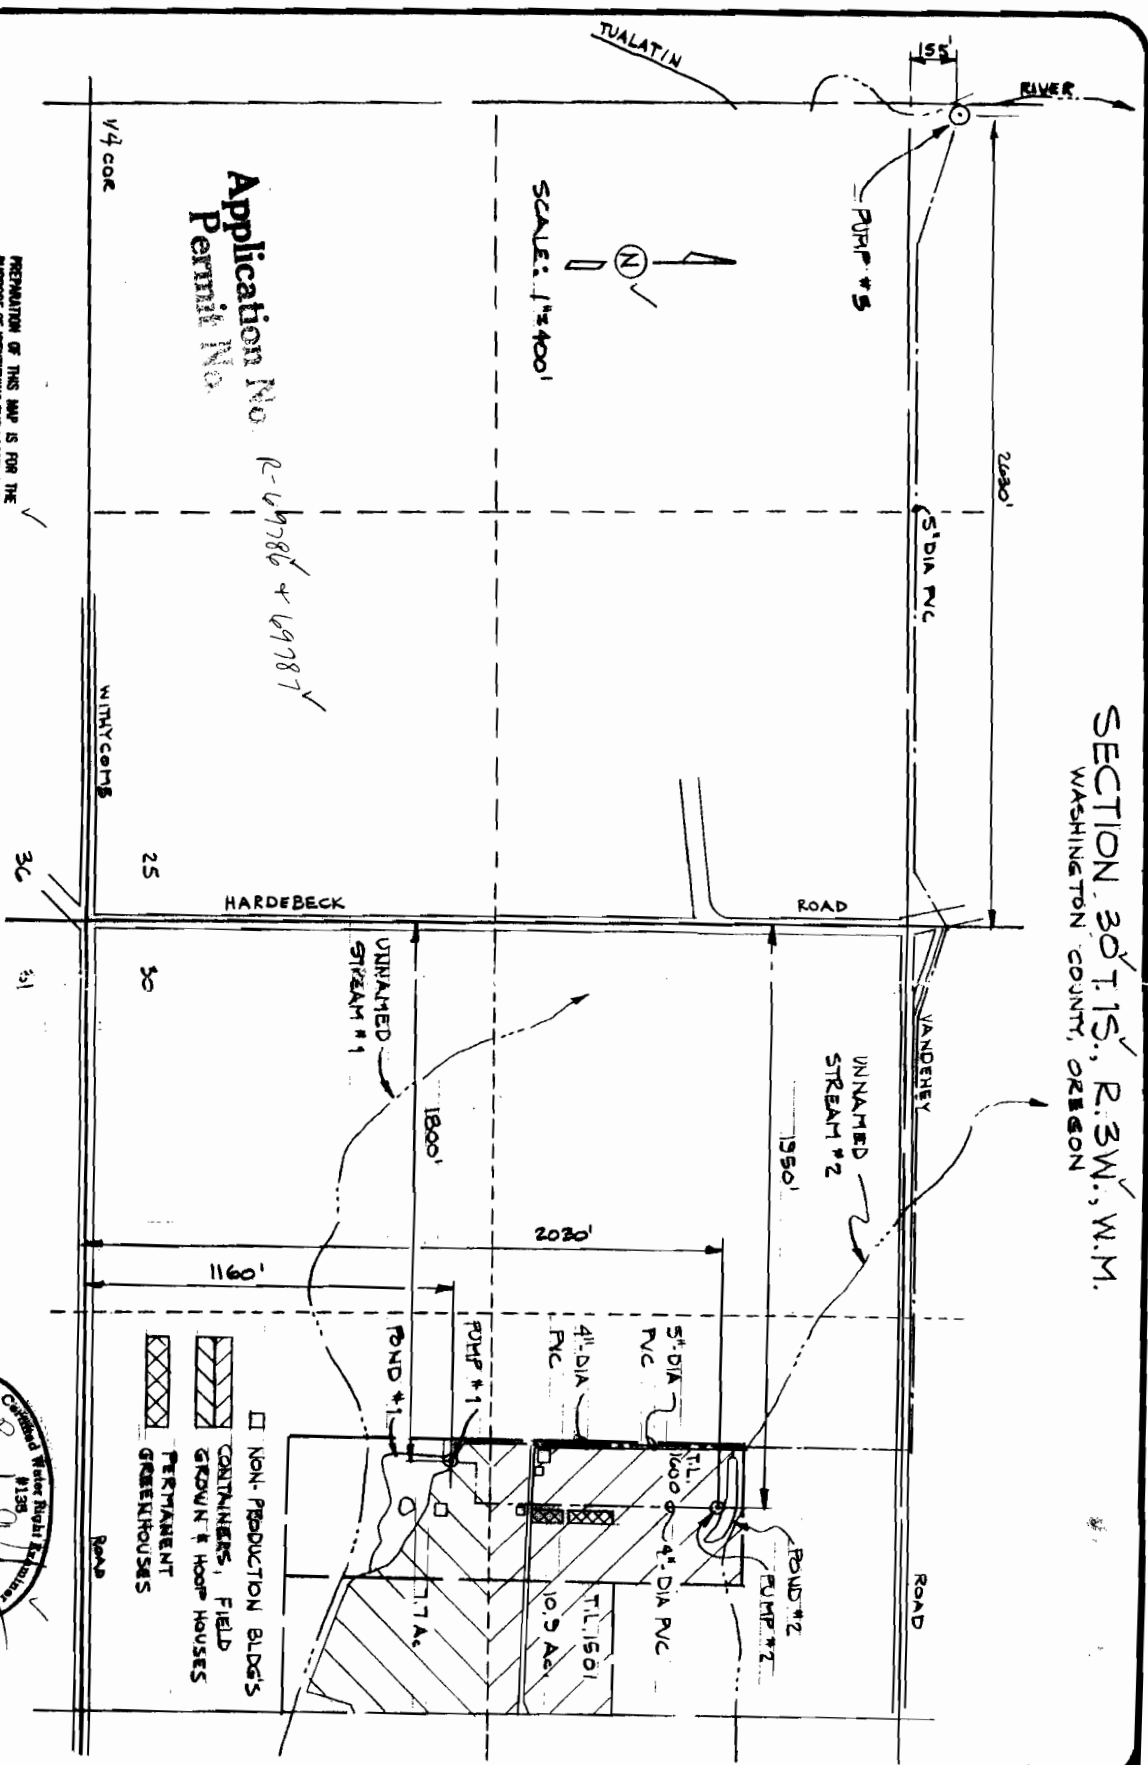 SECTION 30 T.1S., R.3W., W.M.
WASHINGTON COUNTY, OREGON
TUALATIN
RIVER
155'
PUMP #3
2630'
5" DIA PVC
SCALE: 1"=400'
N
1/4 COR
Application No. R-69786 + 69787
Permit No.
PREPARATION OF THIS MAP IS FOR THE
WITHYCOMB
ROAD
25
30
36
31
HARDEBECK
ROAD
VANDEHEY
ROAD
UNNAMED
STREAM #1
UNNAMED
STREAM #2
1800'
1950'
2030'
1160'
5"-DIA
PVC
4"-DIA
PVC
PUMP #1
POND #1
T.L.
1600
4"-DIA PVC
POND #2
PUMP #2
T.L. 1501
10.9 Ac.
7.7 Ac
NON-PRODUCTION BLDG'S
CONTAINERS, FIELD
GROWN & HOOP HOUSES
PERMANENT
GREENHOUSES
Certified Water Right Examiner
#138